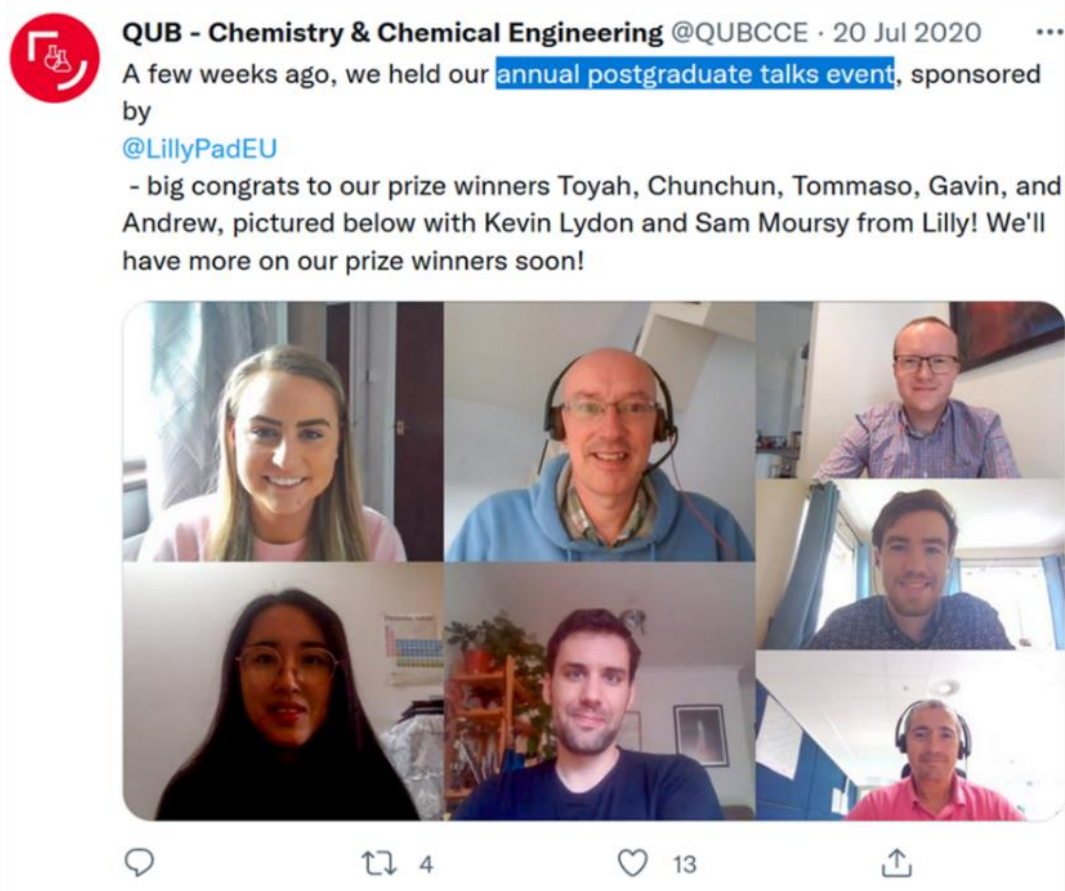 QUB - Chemistry & Chemical Engineering @QUBCCE · 20 Jul 2020 ...
A few weeks ago, we held our annual postgraduate talks event, sponsored
by
@LillyPadEU
- big congrats to our prize winners Toyah, Chunchun, Tommaso, Gavin, and
Andrew, pictured below with Kevin Lydon and Sam Moursy from Lilly! We'll
have more on our prize winners soon!
4 13